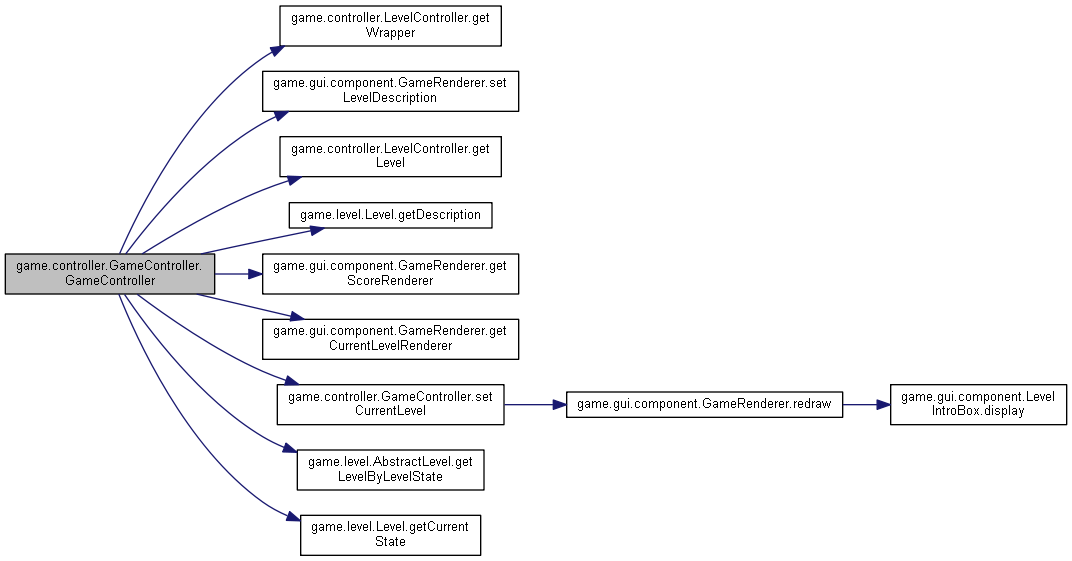 game.controller.LevelController.get
Wrapper
game.gui.component.GameRenderer.set
LevelDescription
game.controller.LevelController.get
Level
game.level.Level.getDescription
game.controller.GameController.
GameController
game.gui.component.GameRenderer.get
ScoreRenderer
game.gui.component.GameRenderer.get
CurrentLevelRenderer
game.controller.GameController.set
CurrentLevel
game.gui.component.GameRenderer.redraw
game.gui.component.Level
IntroBox.display
game.level.AbstractLevel.get
LevelByLevelState
game.level.Level.getCurrent
State